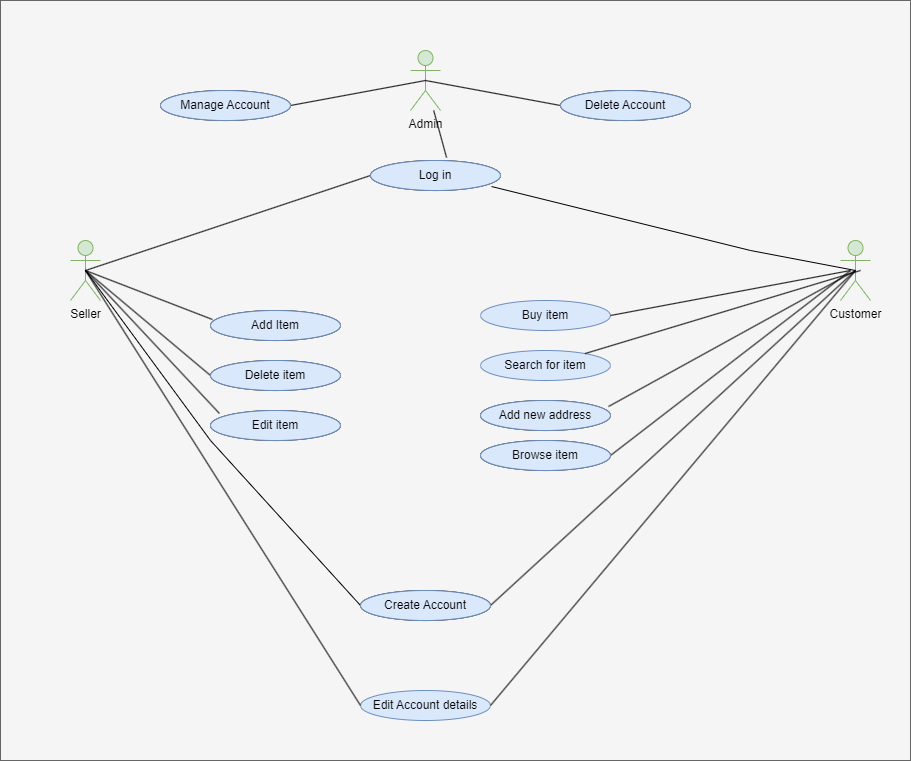 Manage Account
Delete Account
Admin
Log in
Seller
Customer
Add Item
Buy item
Search for item
Delete item
Add new address
Edit item
Browse item
Create Account
Edit Account details